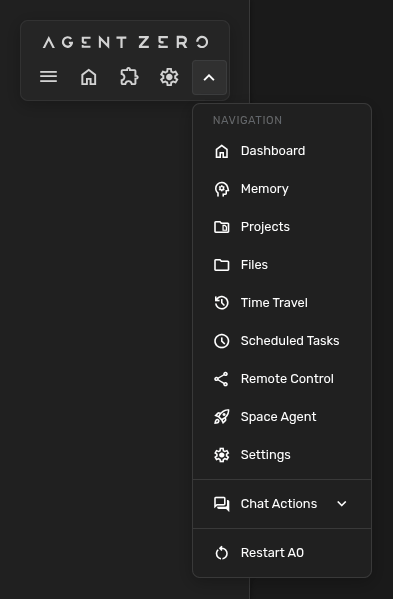 AGENT ZERO
NAVIGATION
Dashboard
Memory
Projects
Files
Time Travel
Scheduled Tasks
Remote Control
Space Agent
Settings
Chat Actions
Restart A0